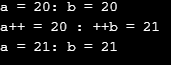 a = 20: b = 20
a++ = 20 : ++b = 21
a = 21: b = 21